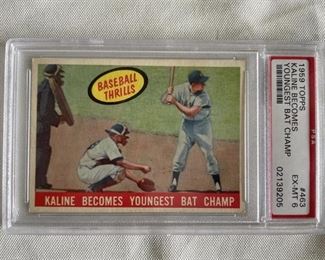 BASEBALL
THRILLS
KALINE BECOMES YOUNGEST BAT CHAMP
PSA
1959 TOPPS
KALINE BECOMES
YOUNGEST BAT CHAMP
#463
EX-MT 6
02139205